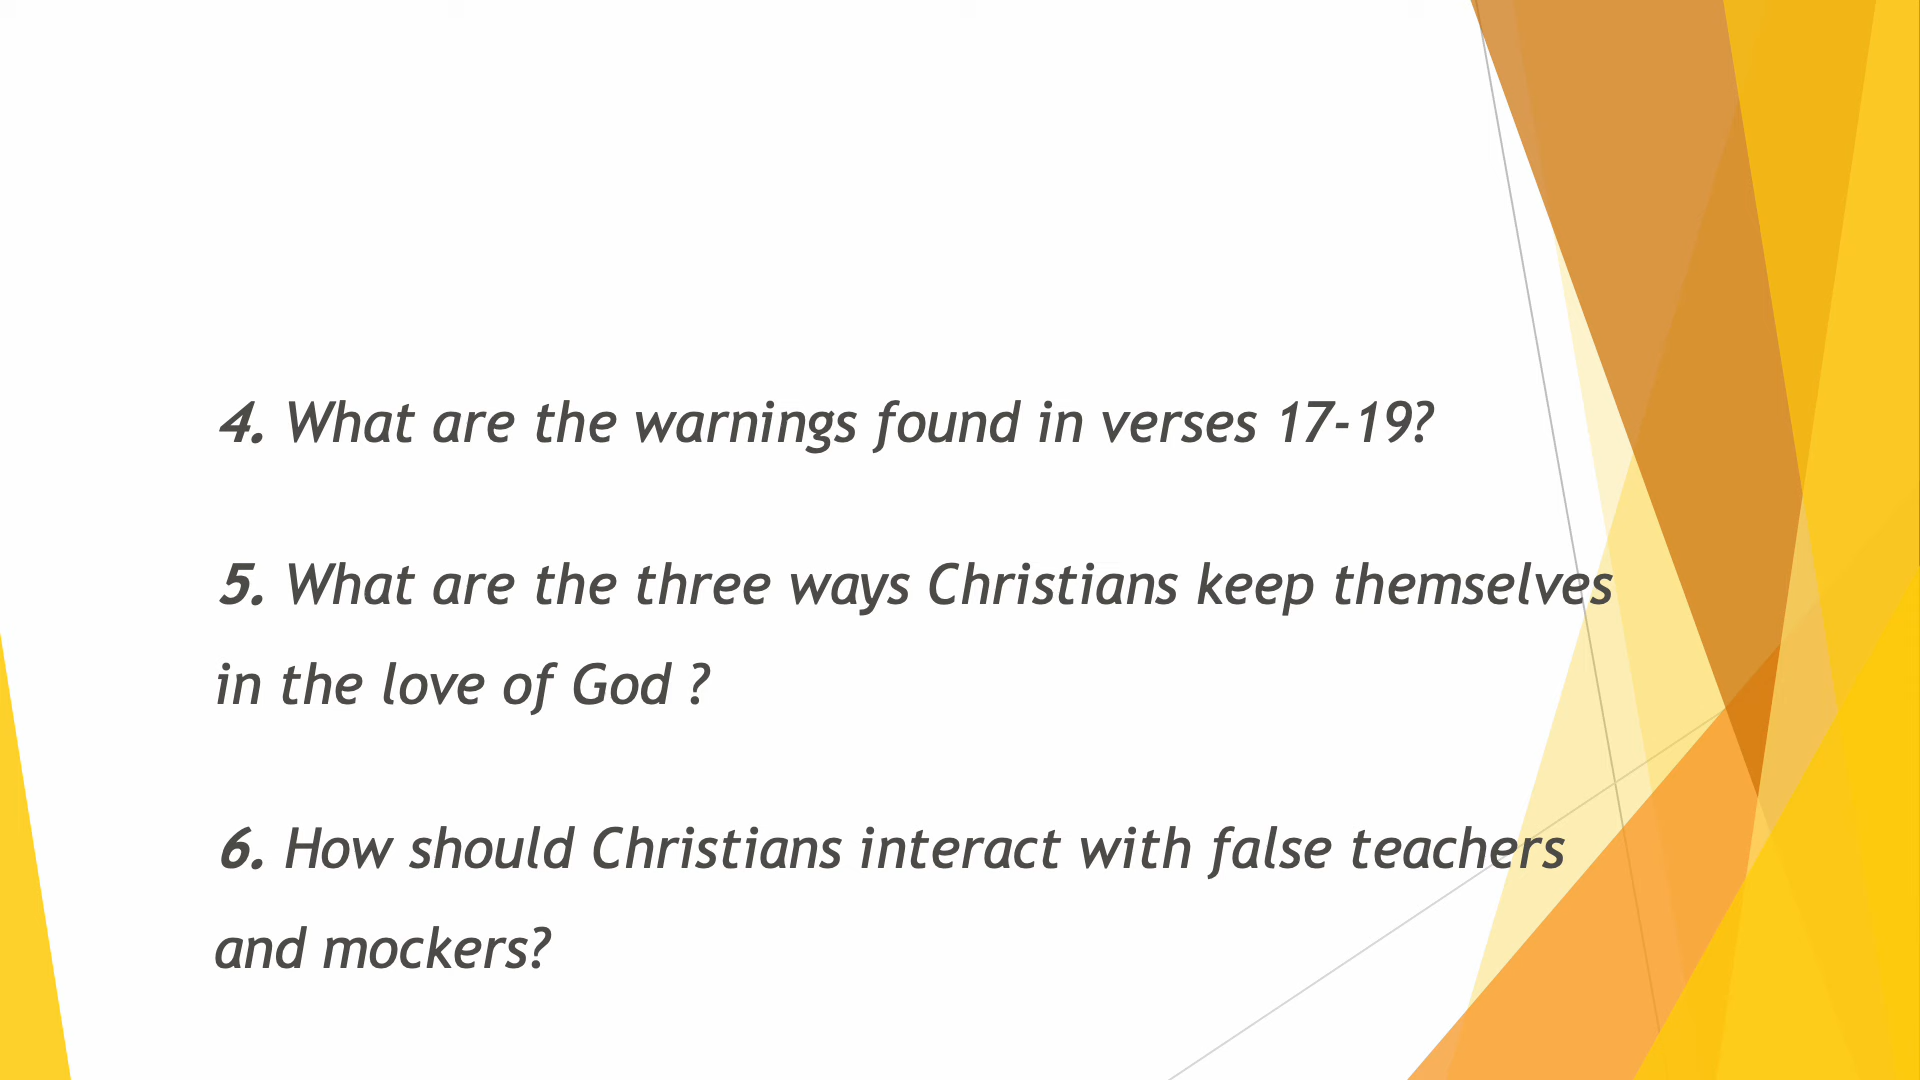 4. What are the warnings found in verses 17-19?
5. What are the three ways Christians keep themselves
in the love of God ?
6. How should Christians interact with false teachers
and mockers?